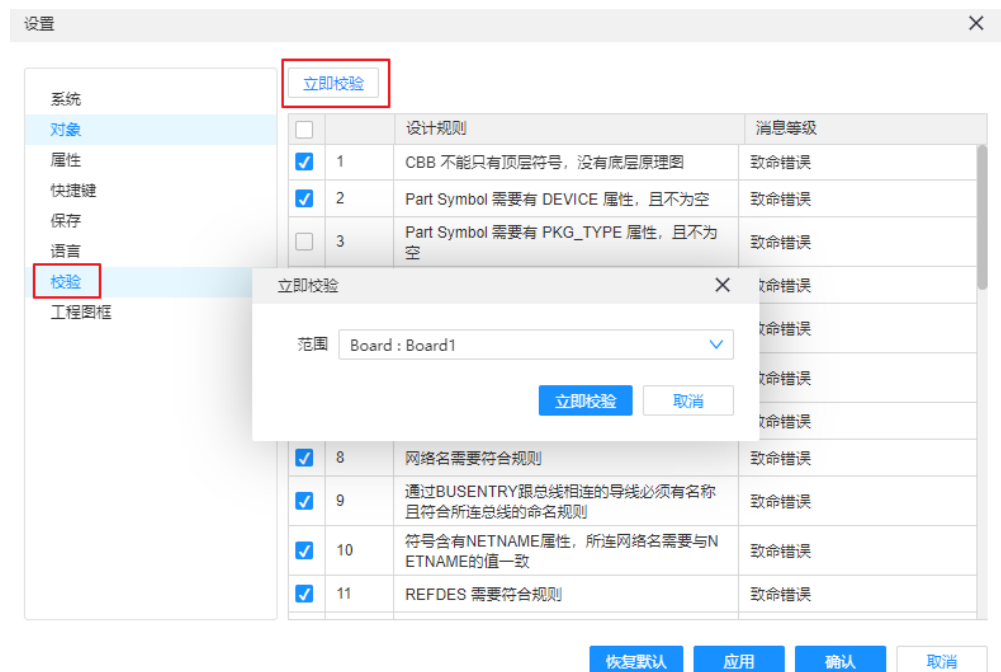 设置
系统
对象
属性
快捷键
保存
语言
校验
工程图框
立即校验
设计规则 消息等级
1 CBB 不能只有顶层符号，没有底层原理图 致命错误
2 Part Symbol 需要有 DEVICE 属性，且不为空 致命错误
3 Part Symbol 需要有 PKG_TYPE 属性，且不为
空 致命错误
立即校验
范围 Board : Board1
立即校验 取消
命错误
命错误
命错误
命错误
8 网络名需要符合规则 致命错误
9 通过BUSENTRY跟总线相连的导线必须有名称
且符合所连总线的命名规则 致命错误
10 符号含有NETNAME属性，所连网络名需要与N
ETNAME的值一致 致命错误
11 REFDES 需要符合规则 致命错误
恢复默认 应用 确认 取消